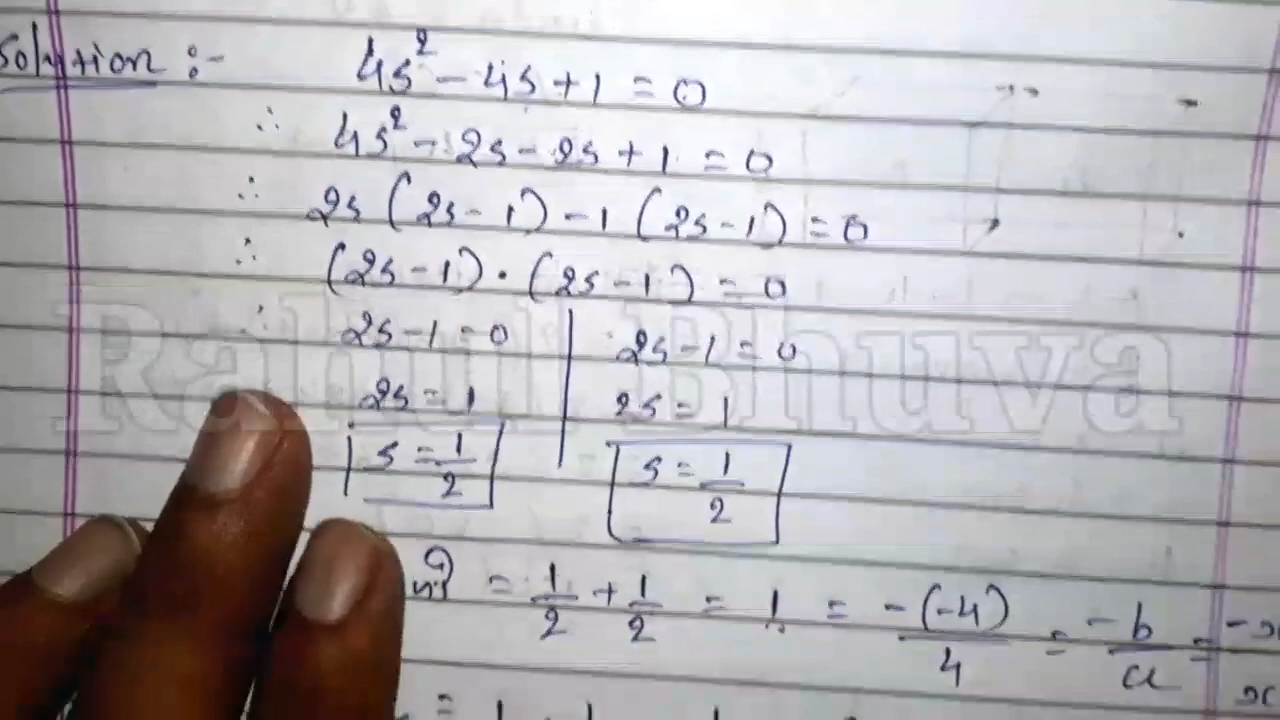 Solution :- 4s² - 4s + 1 = 0
∴ 4s² - 2s - 2s + 1 = 0
∴ 2s (2s - 1) - 1 (2s - 1) = 0
∴ (2s - 1) · (2s - 1) = 0
∴ 2s - 1 = 0 | 2s - 1 = 0
2s = 1 | 2s = 1
s = 1/2 | s = 1/2
= 1/2 + 1/2 = 1 = -(-4)/4 = -b/a =
Rahul Bhuva